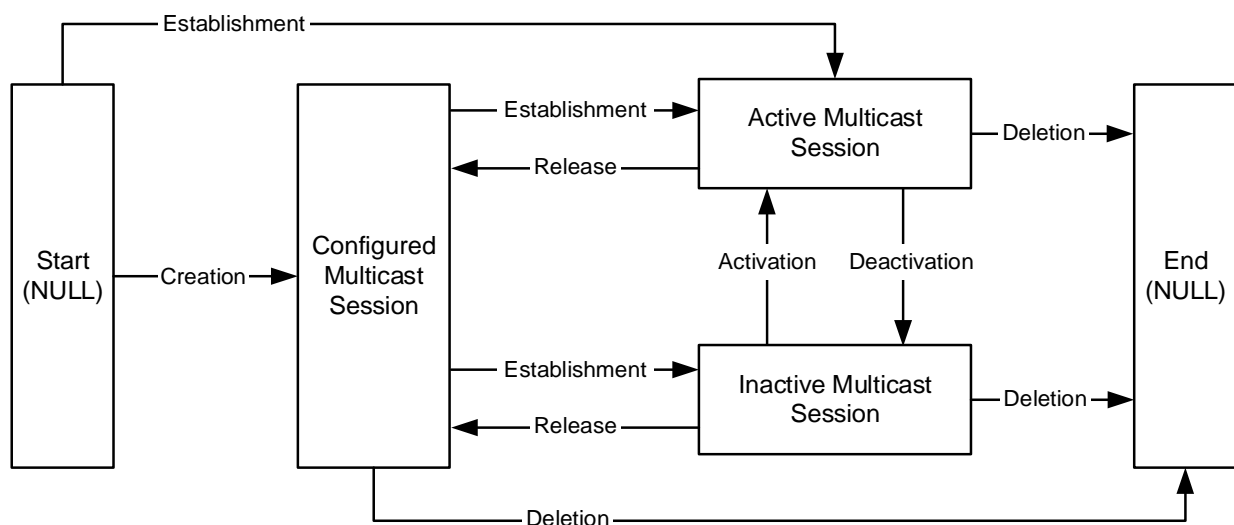 Establishment
Start
(NULL)
Creation
Configured
Multicast
Session
Establishment
Release
Establishment
Release
Active Multicast
Session
Activation
Deactivation
Inactive Multicast
Session
Deletion
Deletion
End
(NULL)
Deletion